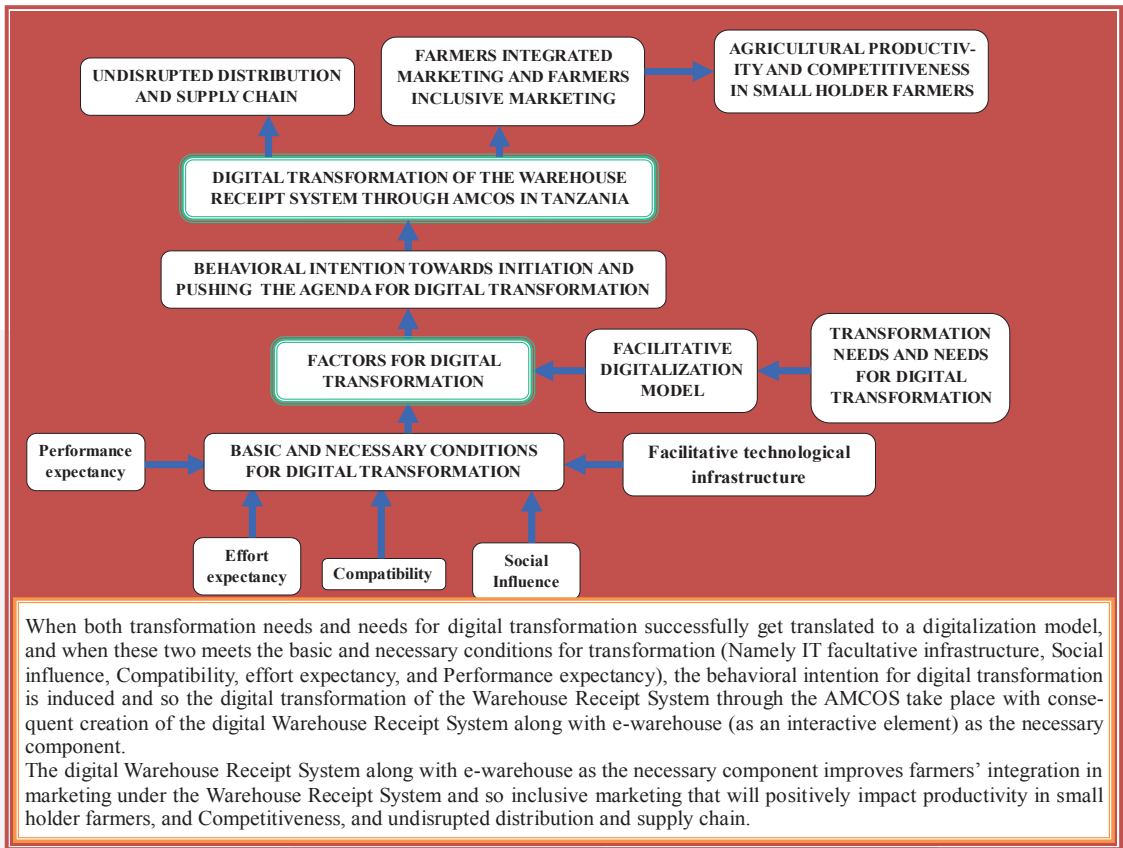 UNDISRUPTED DISTRIBUTION
AND SUPPLY CHAIN
FARMERS INTEGRATED
MARKETING AND FARMERS
INCLUSIVE MARKETING
AGRICULTURAL PRODUCTIV-
ITY AND COMPETITIVENESS
IN SMALL HOLDER FARMERS
DIGITAL TRANSFORMATION OF THE WAREHOUSE
RECEIPT SYSTEM THROUGH AMCOS IN TANZANIA
BEHAVIORAL INTENTION TOWARDS INITIATION AND
PUSHING THE AGENDA FOR DIGITAL TRANSFORMATION
FACTORS FOR DIGITAL
TRANSFORMATION
FACILITATIVE
DIGITALIZATION
MODEL
TRANSFORMATION
NEEDS AND NEEDS
FOR DIGITAL
TRANSFORMATION
Performance
expectancy
BASIC AND NECESSARY CONDITIONS
FOR DIGITAL TRANSFORMATION
Facilitative technological
infrastructure
Effort
expectancy
Compatibility
Social
Influence
When both transformation needs and needs for digital transformation successfully get translated to a digitalization model,
and when these two meets the basic and necessary conditions for transformation (Namely IT facultative infrastructure, Social
influence, Compatibility, effort expectancy, and Performance expectancy), the behavioral intention for digital transformation
is induced and so the digital transformation of the Warehouse Receipt System through the AMCOS take place with conse-
quent creation of the digital Warehouse Receipt System along with e-warehouse (as an interactive element) as the necessary
component.
The digital Warehouse Receipt System along with e-warehouse as the necessary component improves farmers’ integration in
marketing under the Warehouse Receipt System and so inclusive marketing that will positively impact productivity in small
holder farmers, and Competitiveness, and undisrupted distribution and supply chain.